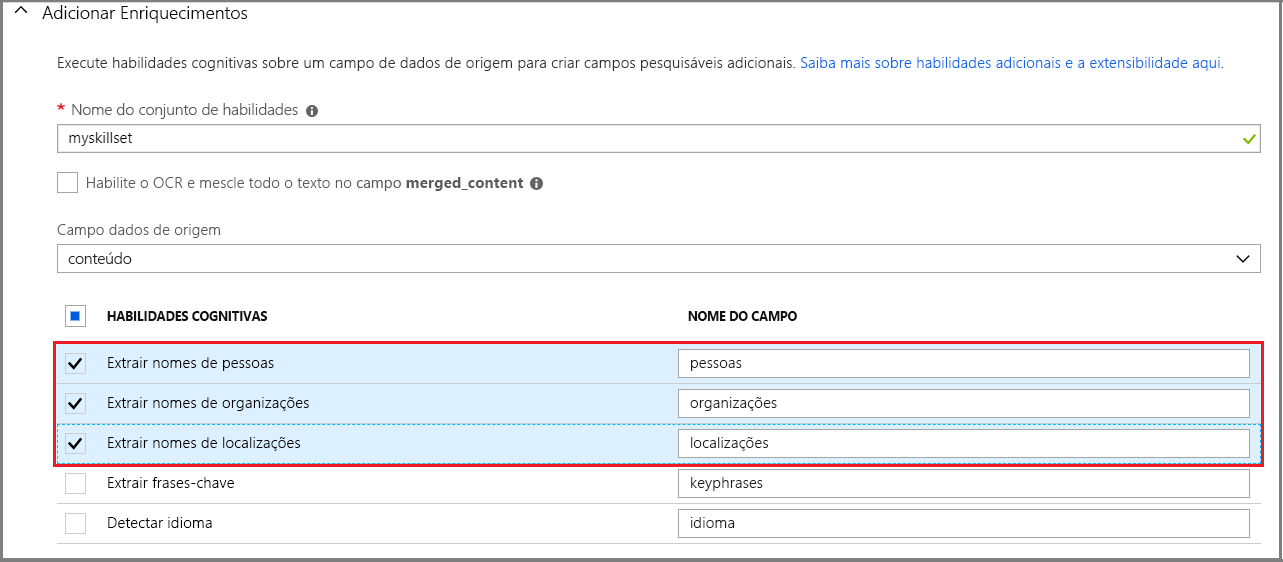 Adicionar Enriquecimentos
Execute habilidades cognitivas sobre um campo de dados de origem para criar campos pesquisáveis adicionais. Saiba mais sobre habilidades adicionais e a extensibilidade aqui.
* Nome do conjunto de habilidades
myskillset
Habilite o OCR e mescle todo o texto no campo merged_content
Campo dados de origem
conteúdo
HABILIDADES COGNITIVAS NOME DO CAMPO
Extrair nomes de pessoas pessoas
Extrair nomes de organizações organizações
Extrair nomes de localizações localizações
Extrair frases-chave keyphrases
Detectar idioma idioma